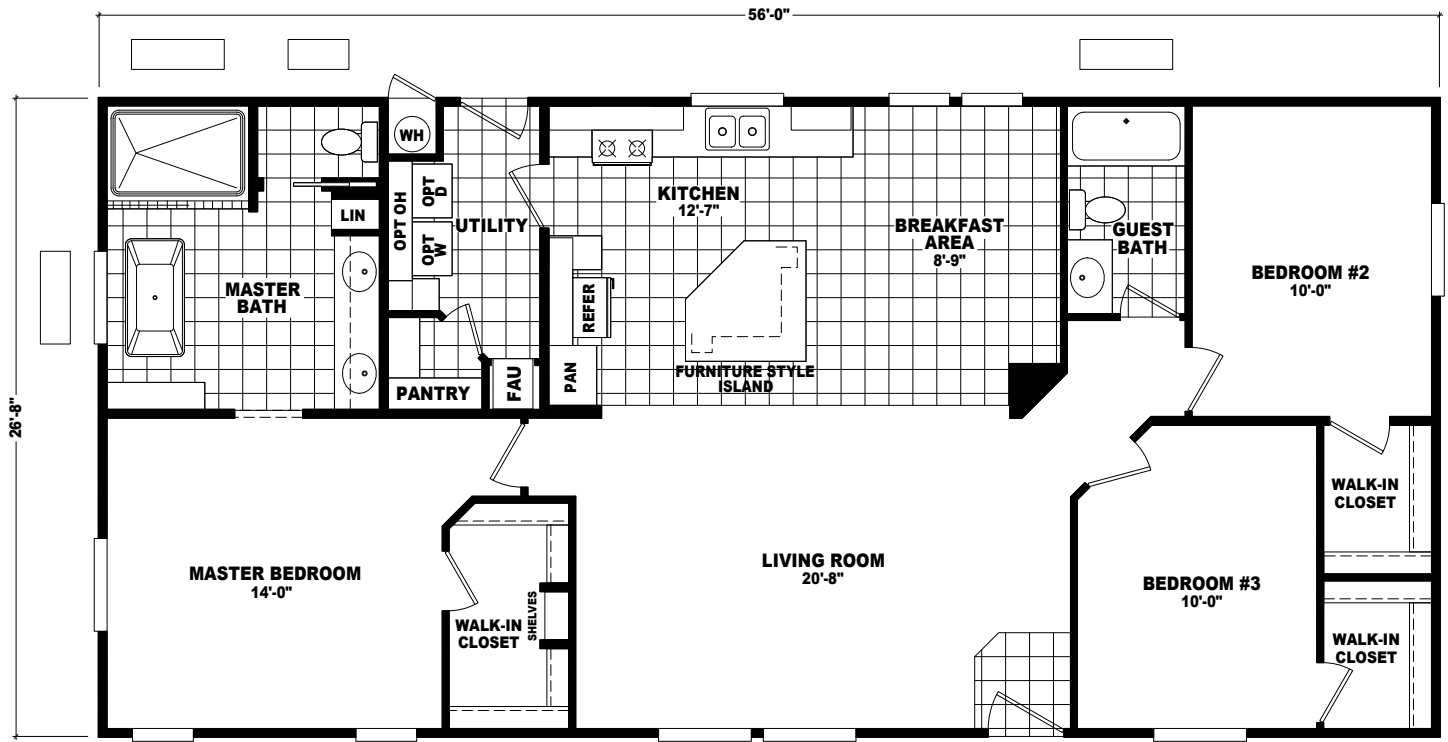 56'-0"
26'-8"
WH
LIN
OPT OH
OPT
D
OPT
W
UTILITY
KITCHEN
12'-7"
BREAKFAST
AREA
8'-9"
GUEST
BATH
BEDROOM #2
10'-0"
MASTER
BATH
REFER
FURNITURE STYLE
ISLAND
PANTRY
FAU
PAN
WALK-IN
CLOSET
MASTER BEDROOM
14'-0"
LIVING ROOM
20'-8"
BEDROOM #3
10'-0"
WALK-IN
CLOSET
SHELVES
WALK-IN
CLOSET